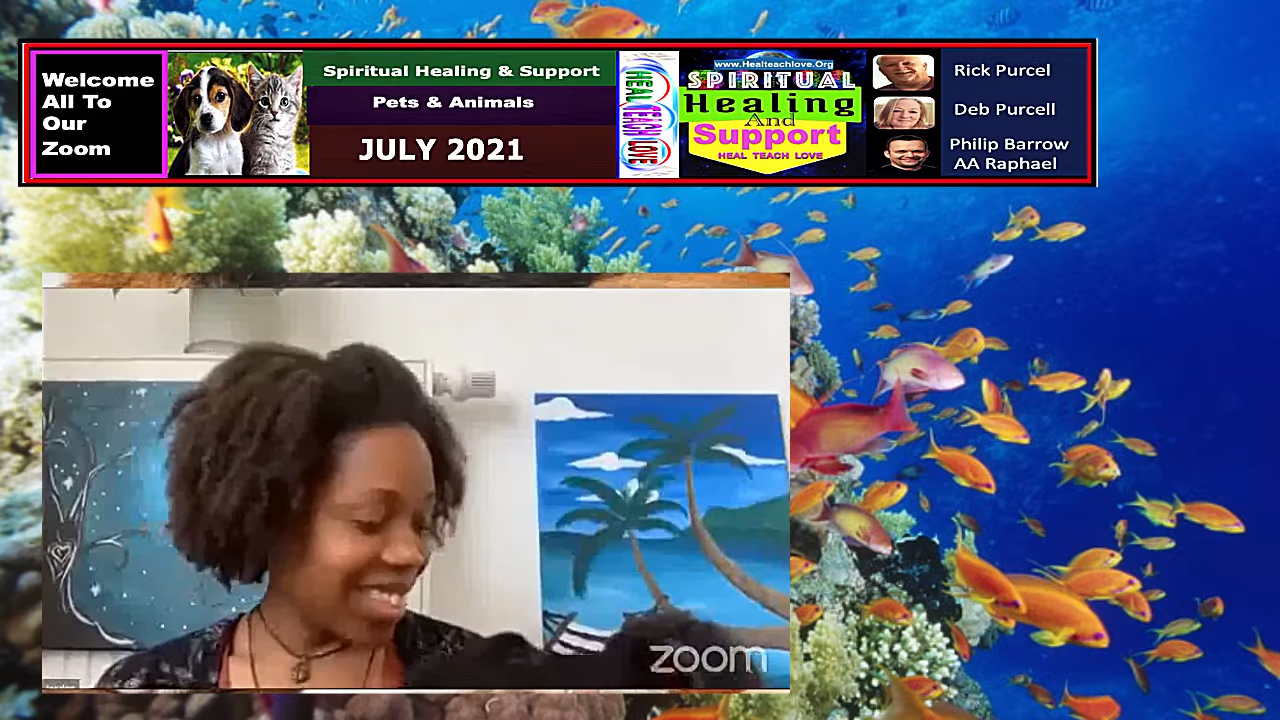 Welcome
All To
Our
Zoom
Spiritual Healing & Support
Pets & Animals
JULY 2021
HEAL TEACH LOVE
www.Healteachlove.Org
SPIRITUAL
Healing
And
Support
HEAL TEACH LOVE
Rick Purcel
Deb Purcell
Philip Barrow
AA Raphael
zoom